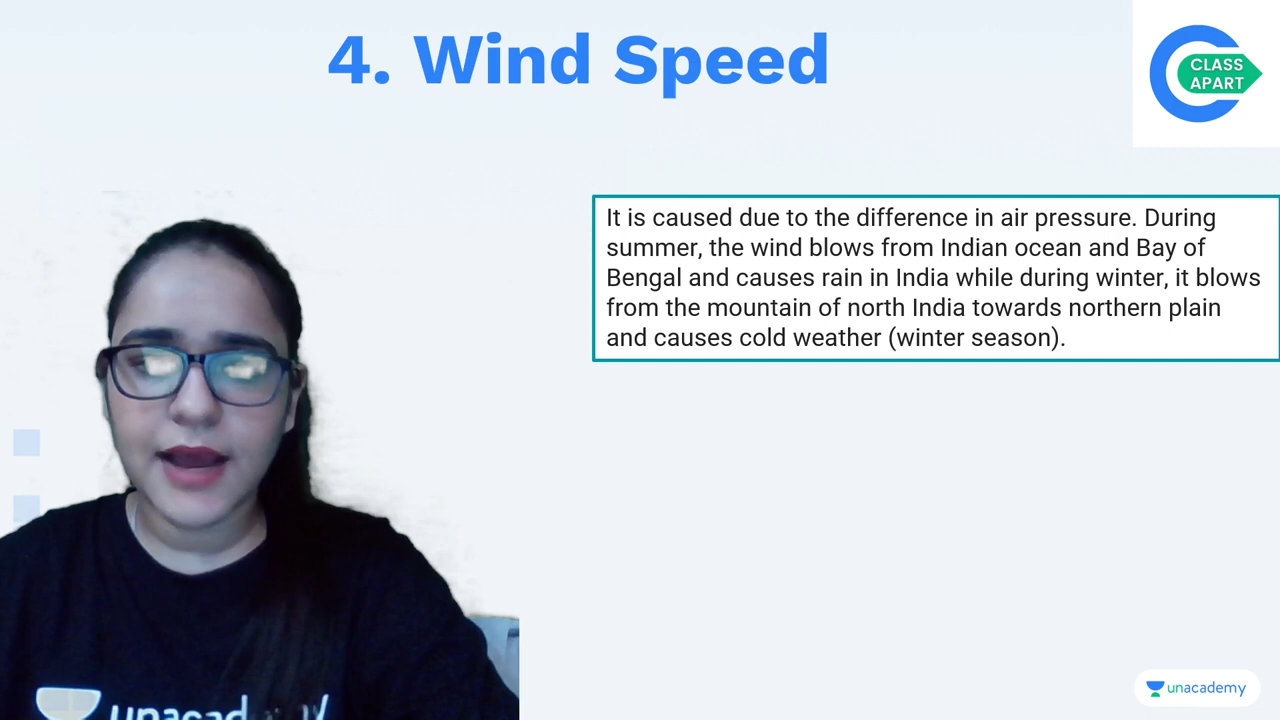 4. Wind Speed
CLASS
APART
It is caused due to the difference in air pressure. During
summer, the wind blows from Indian ocean and Bay of
Bengal and causes rain in India while during winter, it blows
from the mountain of north India towards northern plain
and causes cold weather (winter season).
unacademy